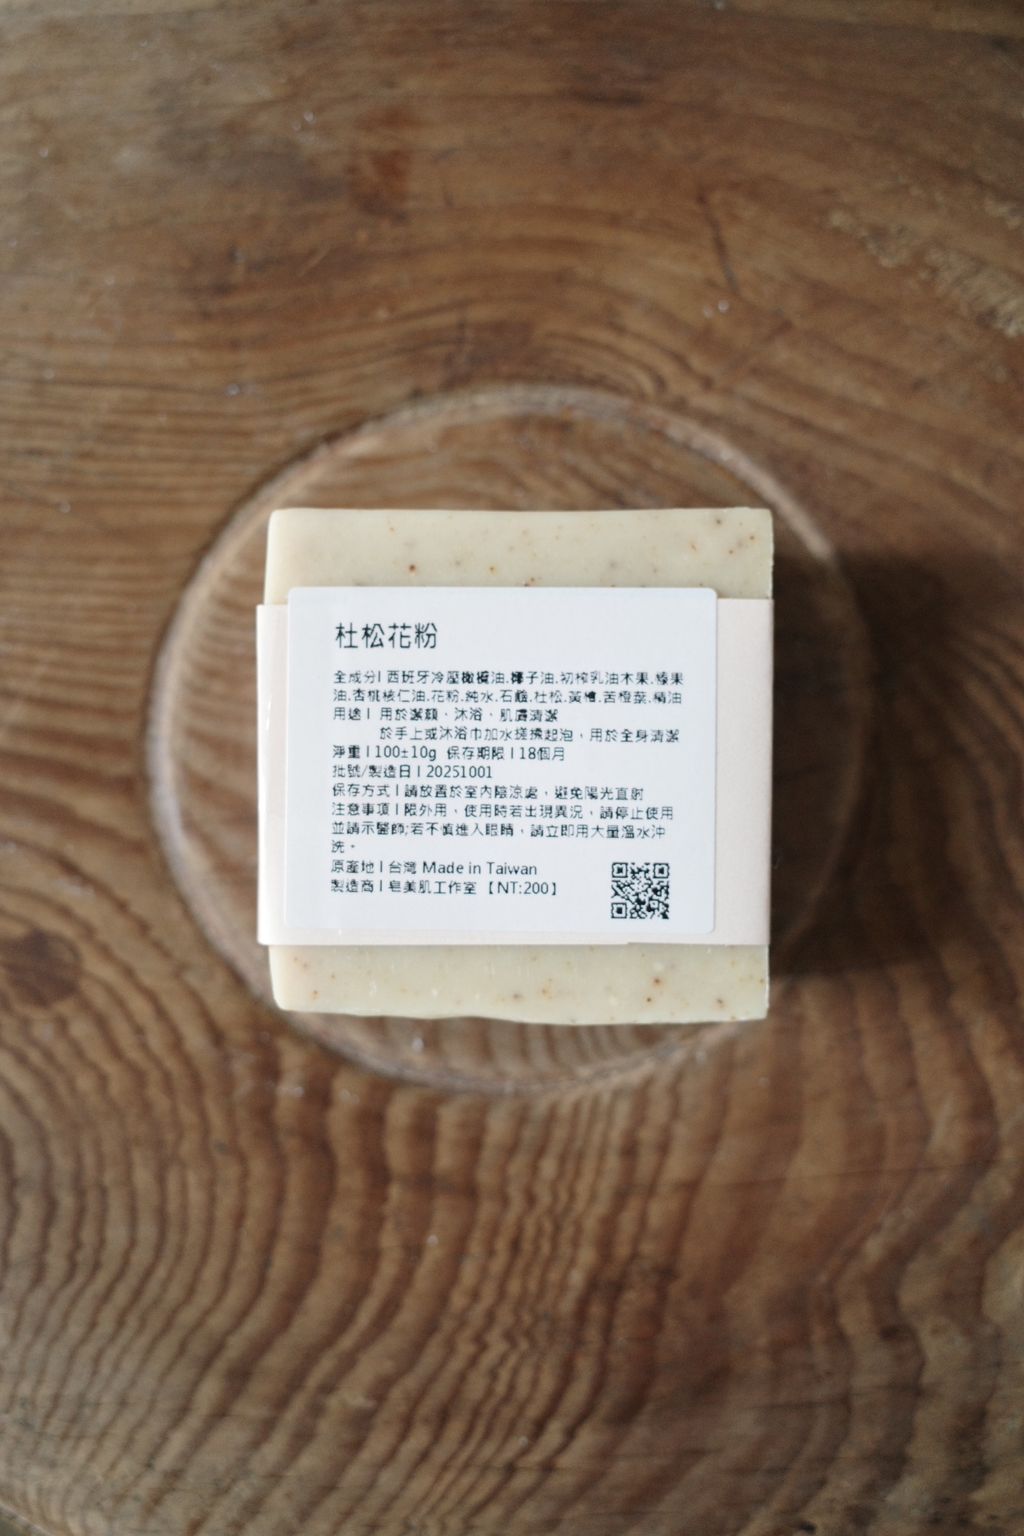 杜松花粉
全成分| 西班牙冷壓橄欖油.椰子油.初榨乳油木果.榛果
油.杏桃核仁油.花粉.純水.石鹼.杜松.黃檜.苦橙葉.精油
用途| 用於潔顏、沐浴、肌膚清潔
於手上或沐浴巾加水搓揉起泡,用於全身清潔
淨重|100±10g 保存期限|18個月
批號/製造日|20251001
保存方式|請放置於室內陰涼處,避免陽光直射
注意事項|限外用,使用時若出現異況,請停止使用
並請示醫師;若不慎進入眼睛,請立即用大量溫水沖
洗。
原產地|台灣 Made in Taiwan
製造商|皂美肌工作室【NT:200】